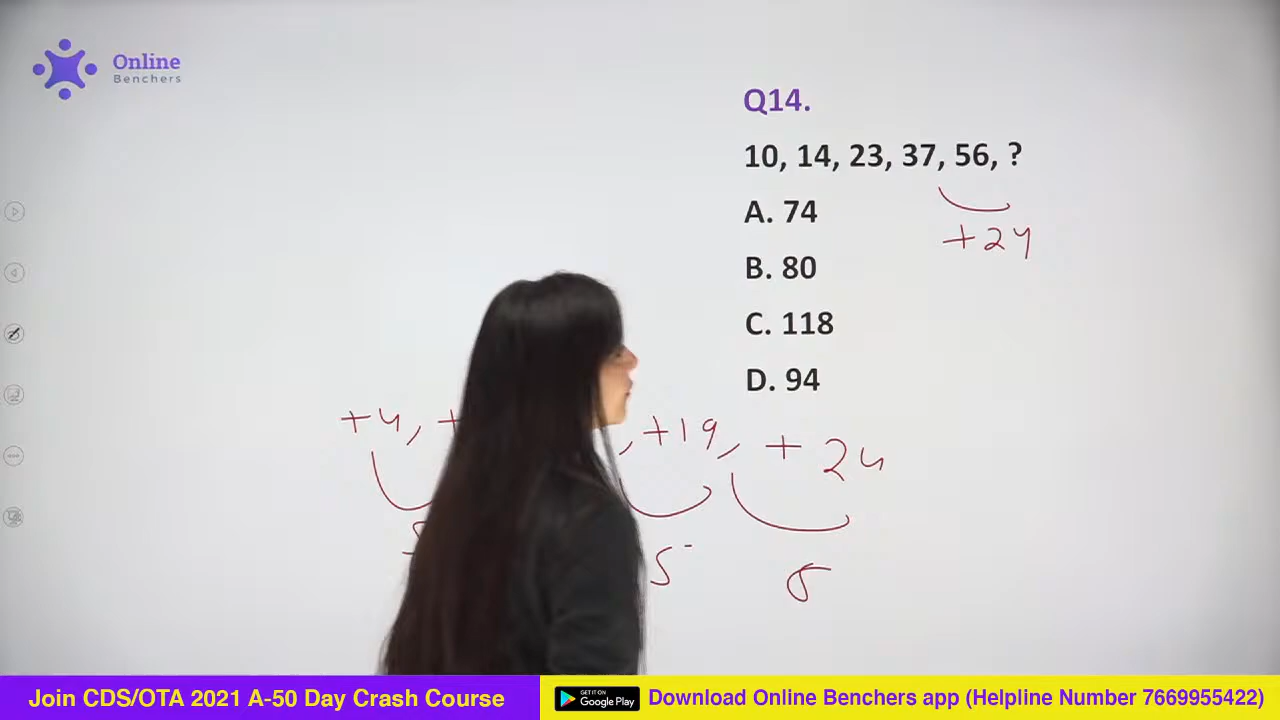 Online
Benchers
Q14.
10, 14, 23, 37, 56, ?
A. 74
+24
B. 80
C. 118
D. 94
+4, + , +19, + 24
5 5
Join CDS/OTA 2021 A-50 Day Crash Course
GET IT ON
Google Play
Download Online Benchers app (Helpline Number 7669955422)